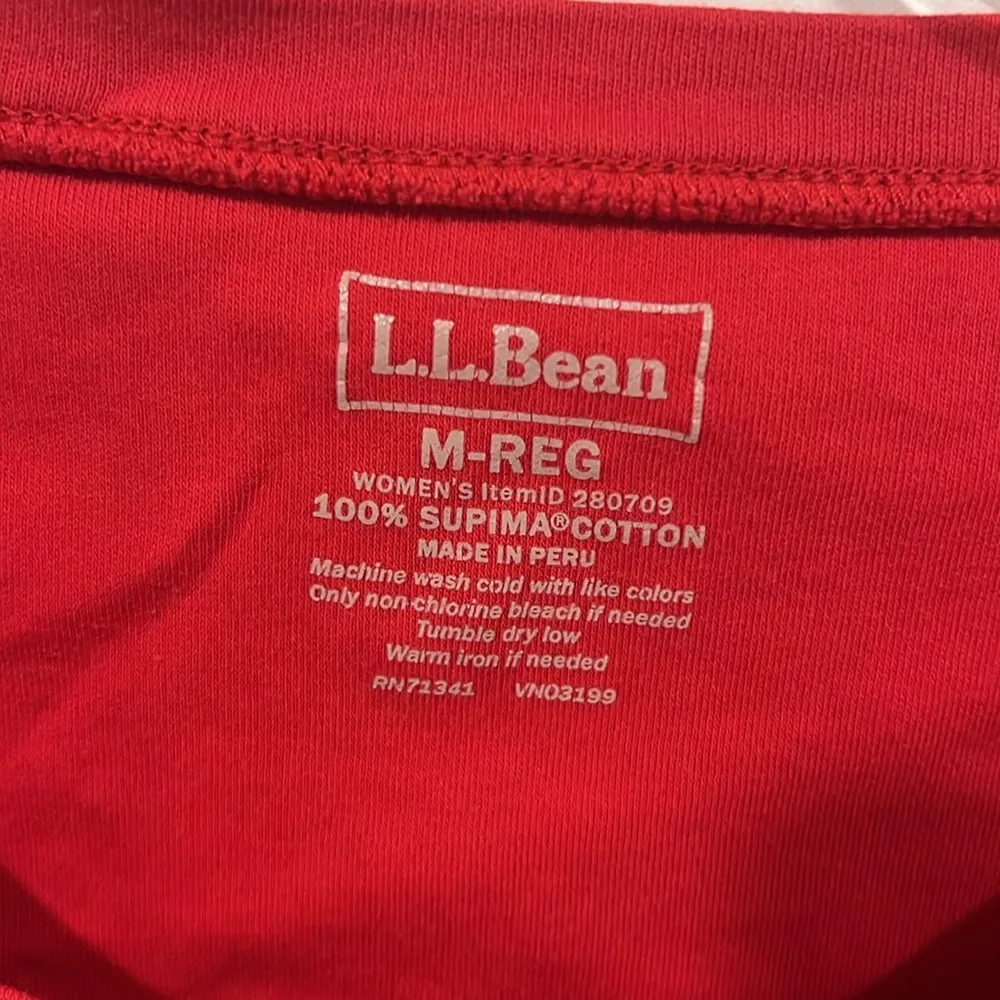 L.L.Bean
M-REG
WOMEN'S ItemID 280709
100% SUPIMA® COTTON
MADE IN PERU
Machine wash cold with like colors
Only non-chlorine bleach if needed
Tumble dry low
Warm iron if needed
RN71341 VN03199